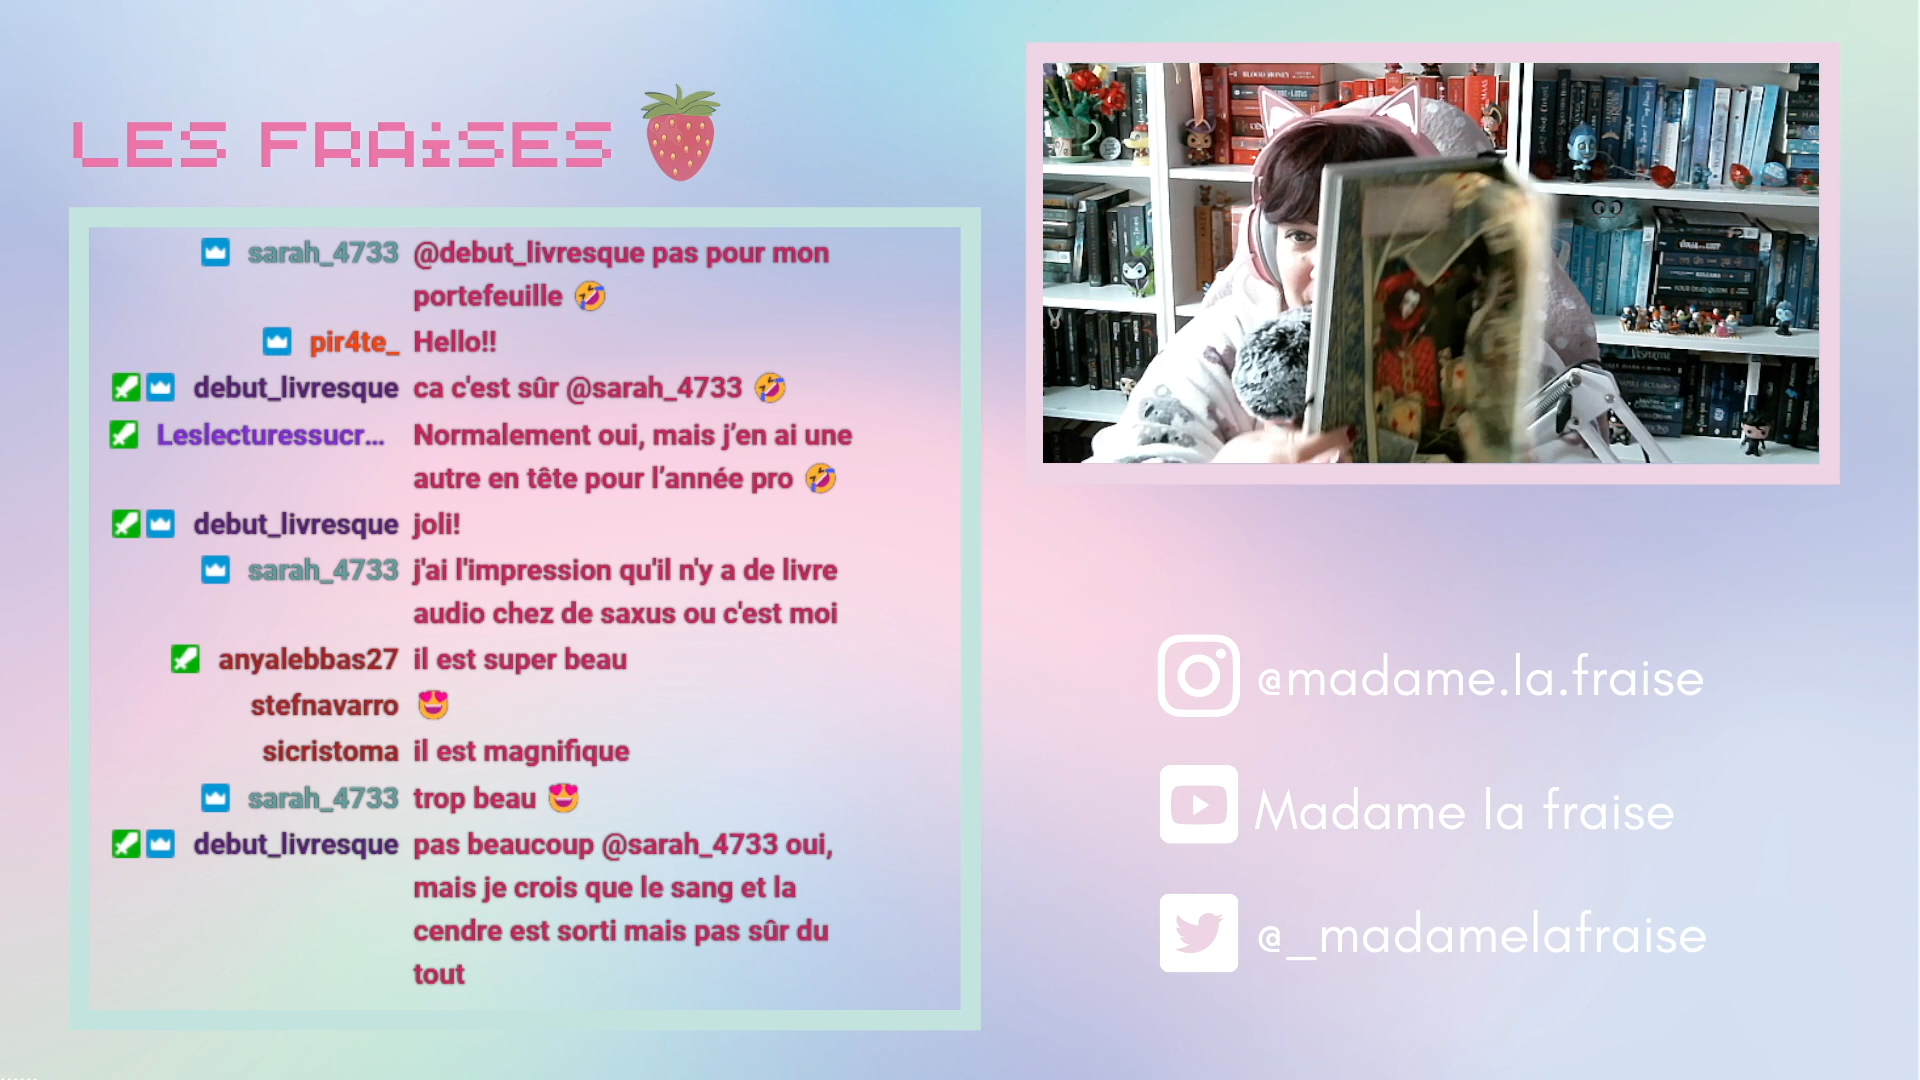 LES FRAiSES
sarah_4733 @debut_livresque pas pour mon
portefeuille 🤣
pir4te_ Hello!!
debut_livresque ca c'est sûr @sarah_4733 🤣
Leslecturessucr... Normalement oui, mais j’en ai une
autre en tête pour l’année pro 🤣
debut_livresque joli!
sarah_4733 j'ai l'impression qu'il n'y a de livre
audio chez de saxus ou c'est moi
anyalebbas27 il est super beau
stefnavarro 😍
sicristoma il est magnifique
sarah_4733 trop beau 😍
debut_livresque pas beaucoup @sarah_4733 oui,
mais je crois que le sang et la
cendre est sorti mais pas sûr du
tout
BLOOD HONEY
@madame.la.fraise
Madame la fraise
@_madamelafraise